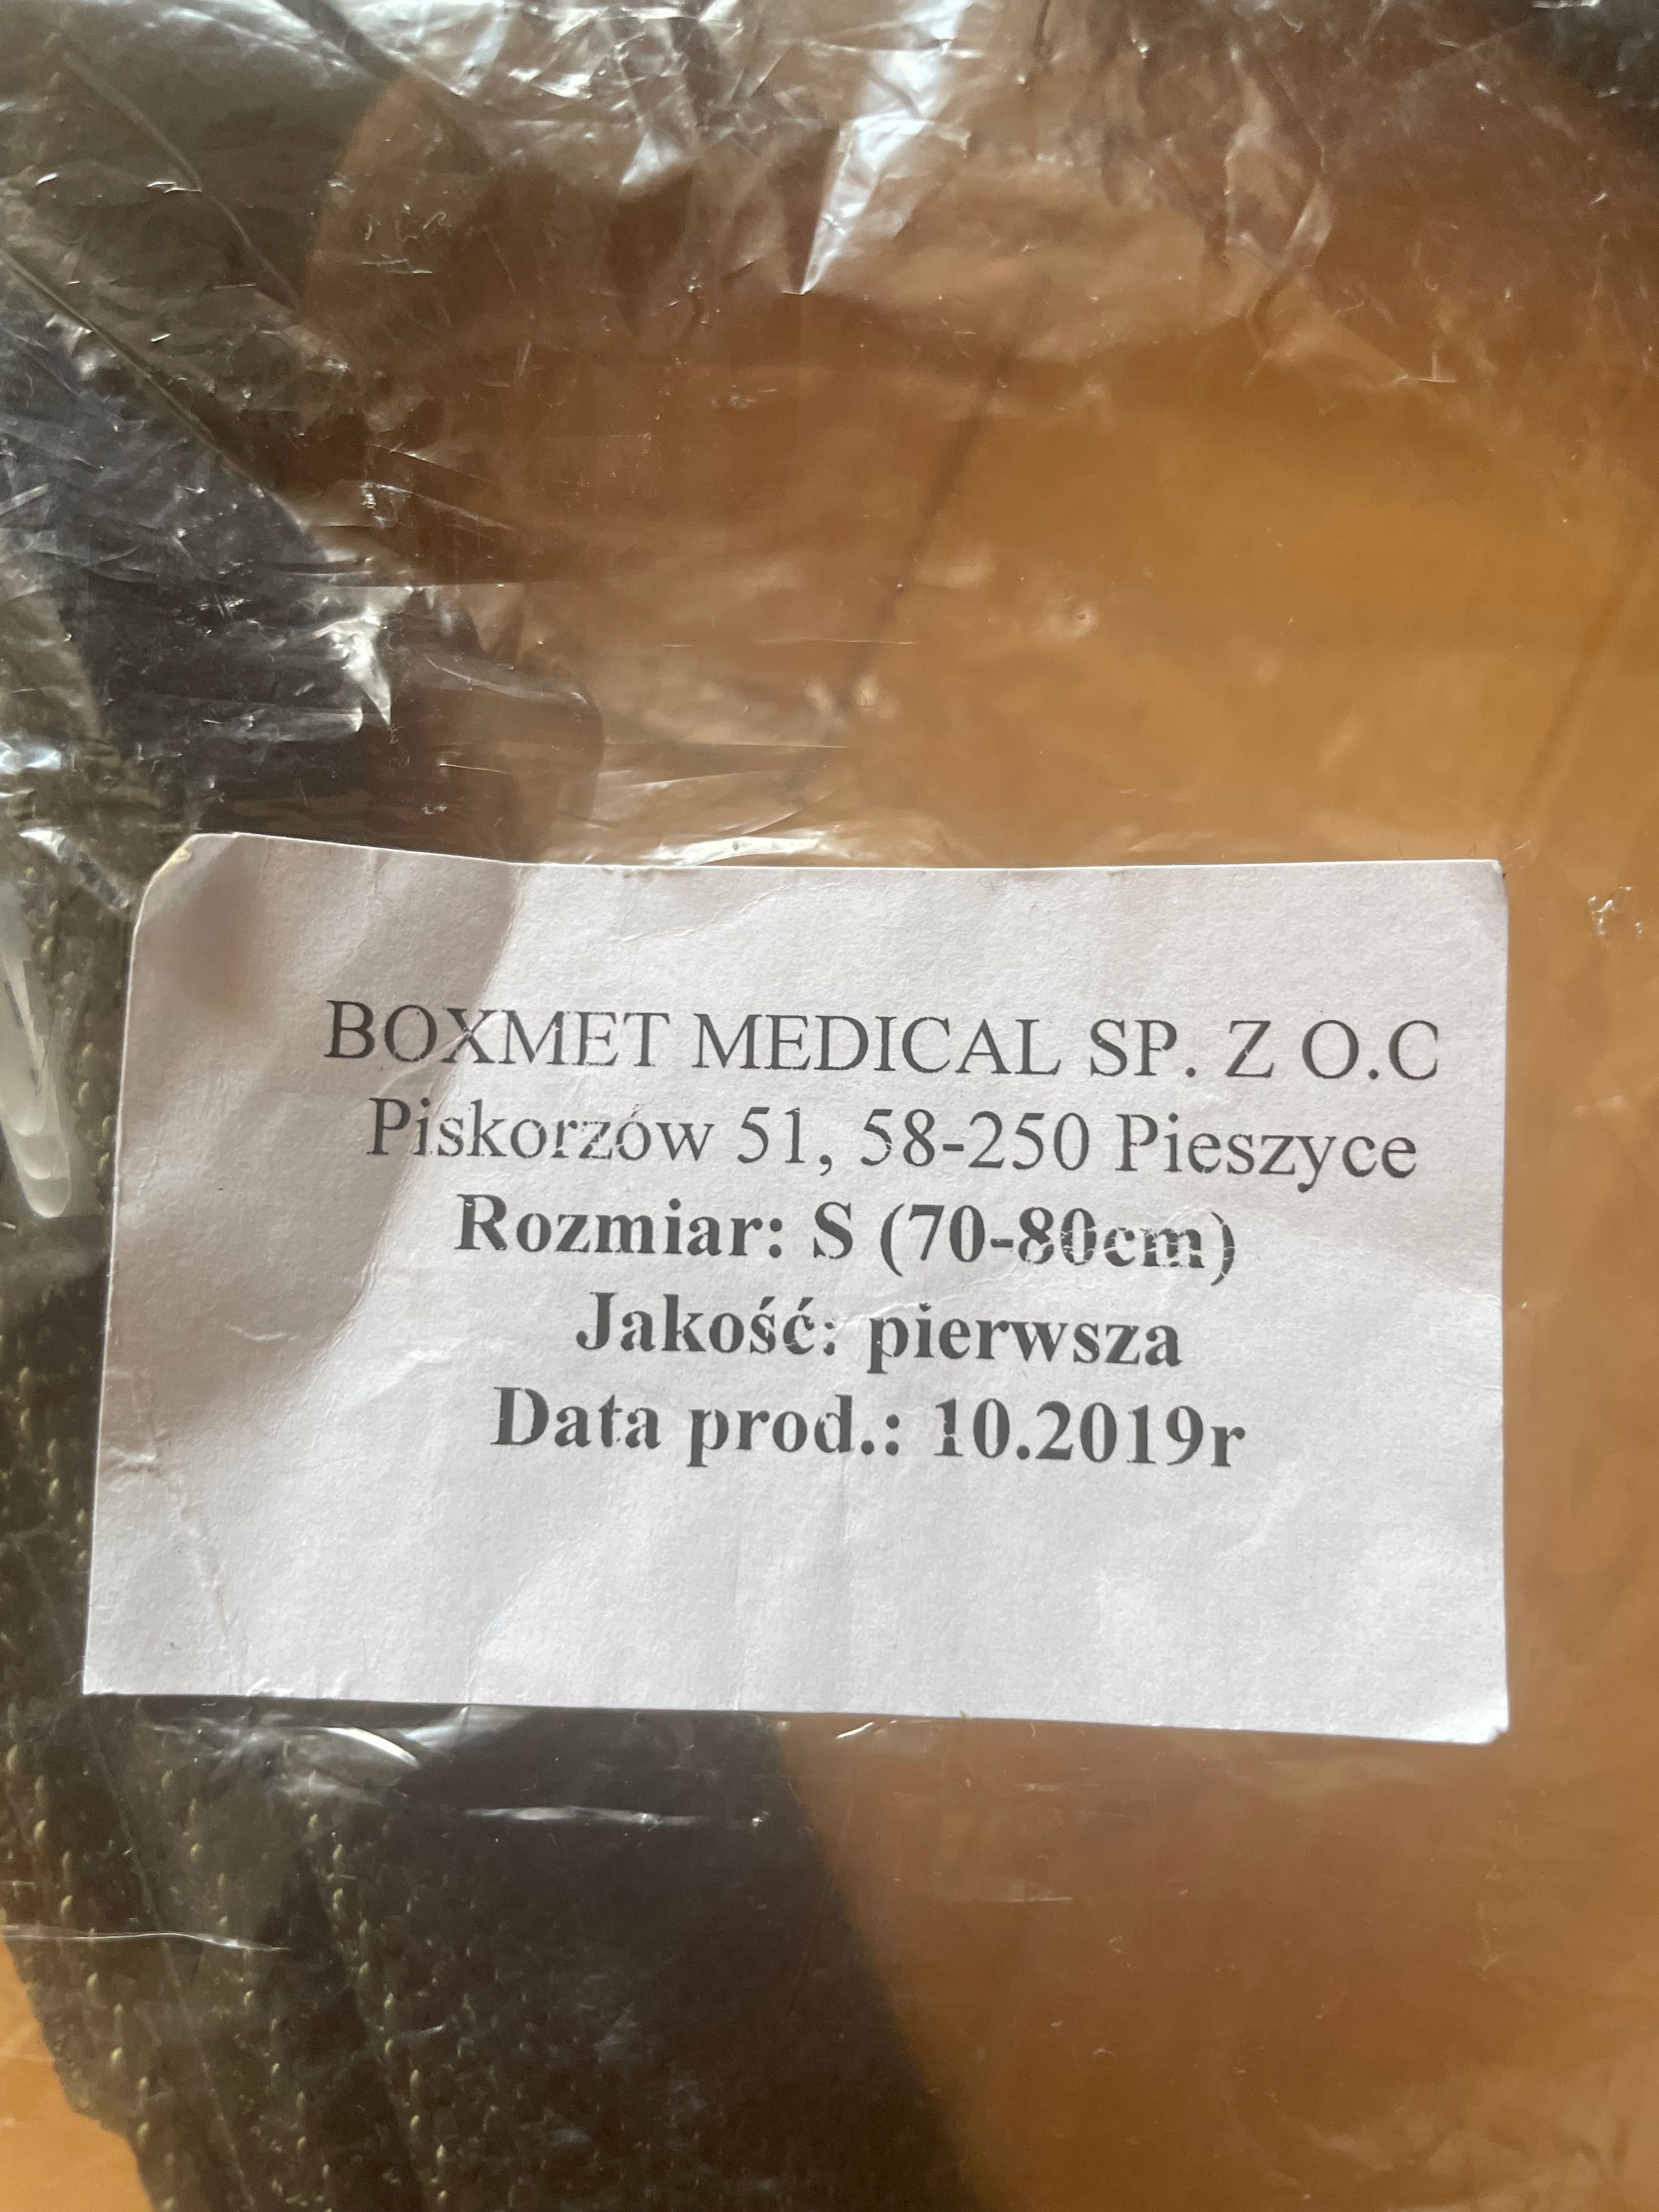 BOXMET MEDICAL SP. Z O.C
Piskorzów 51, 58-250 Pieszyce
Rozmiar: S (70-80cm)
Jakość: pierwsza
Data prod.: 10.2019r